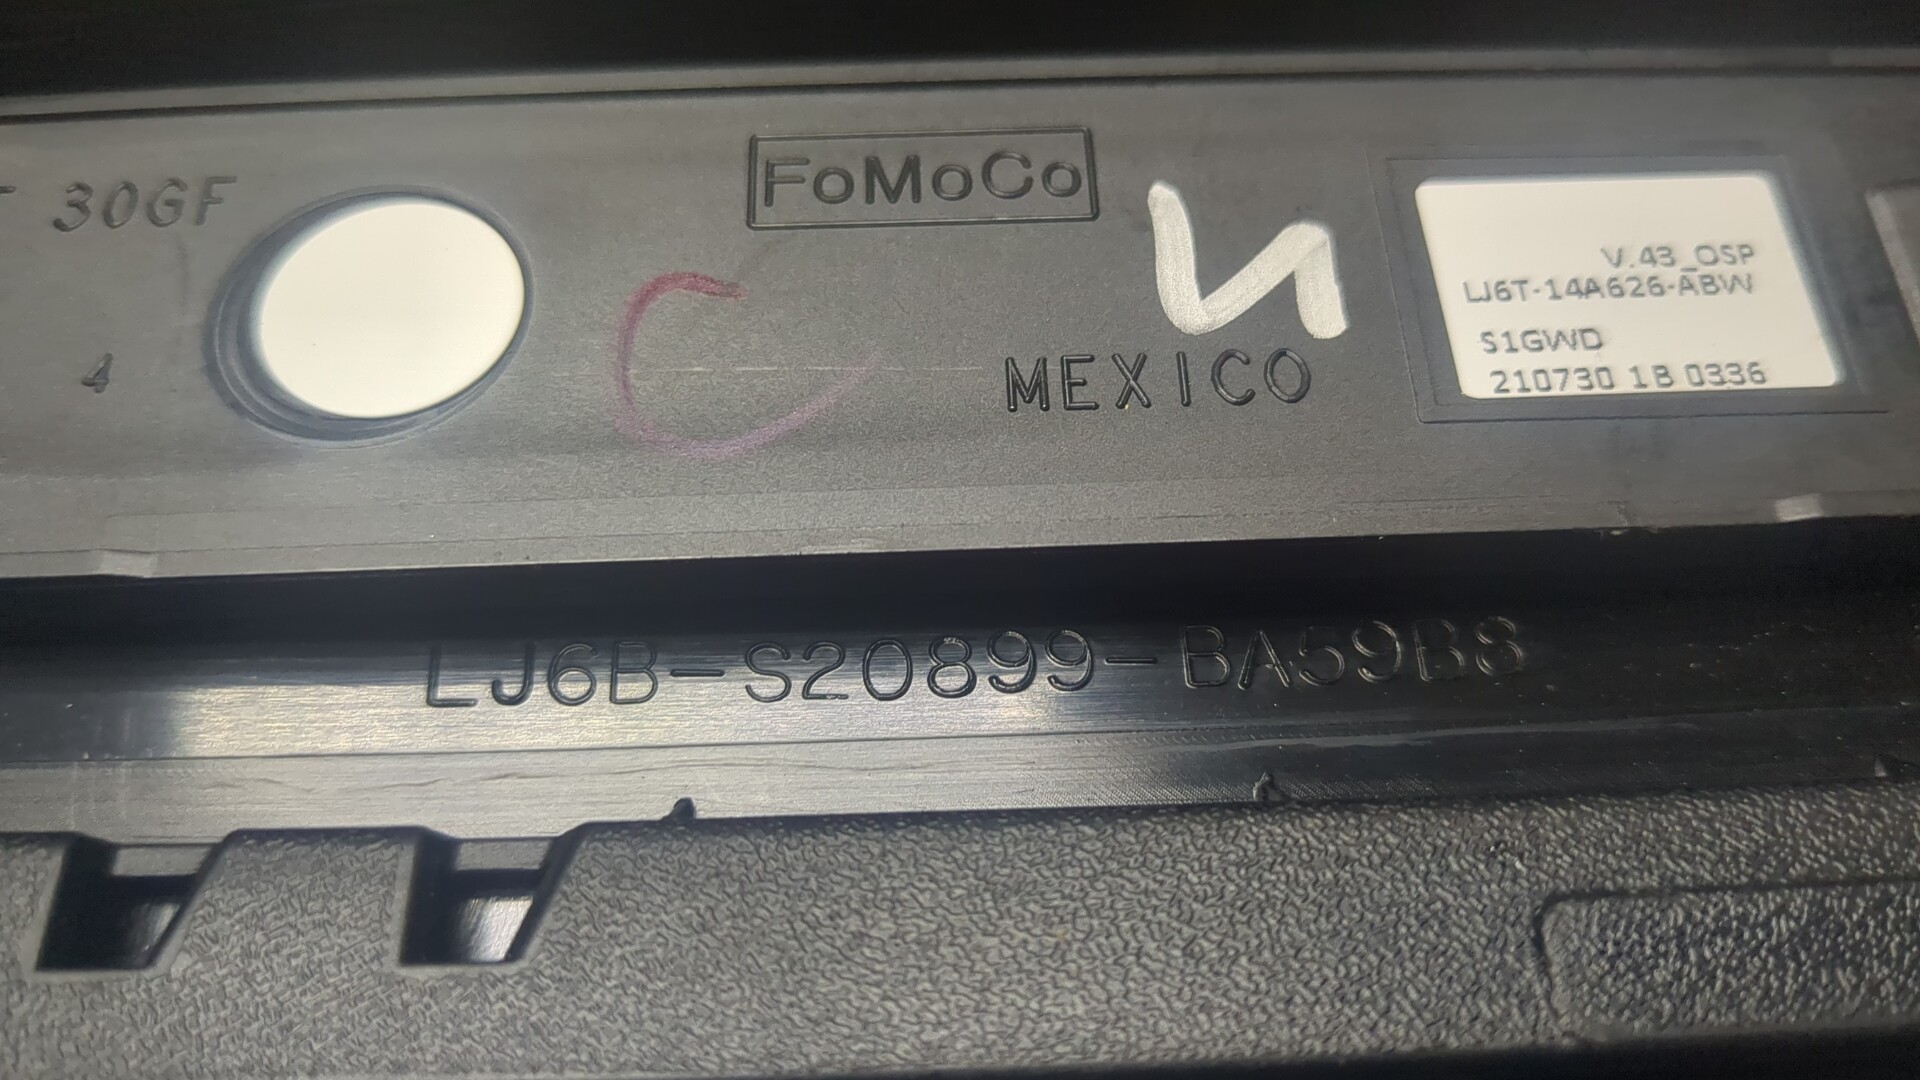 30GF
4
FoMoCo
C
MEXICO
V.43_OSP
LJ6T-14A626-ABW
S1GWD
210730 1B 0336
LJ6B-S20899-BA59B8